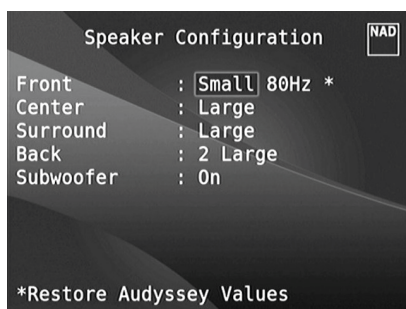 Speaker Configuration NAD
Front : Small 80Hz *
Center : Large
Surround : Large
Back : 2 Large
Subwoofer : On
*Restore Audyssey Values